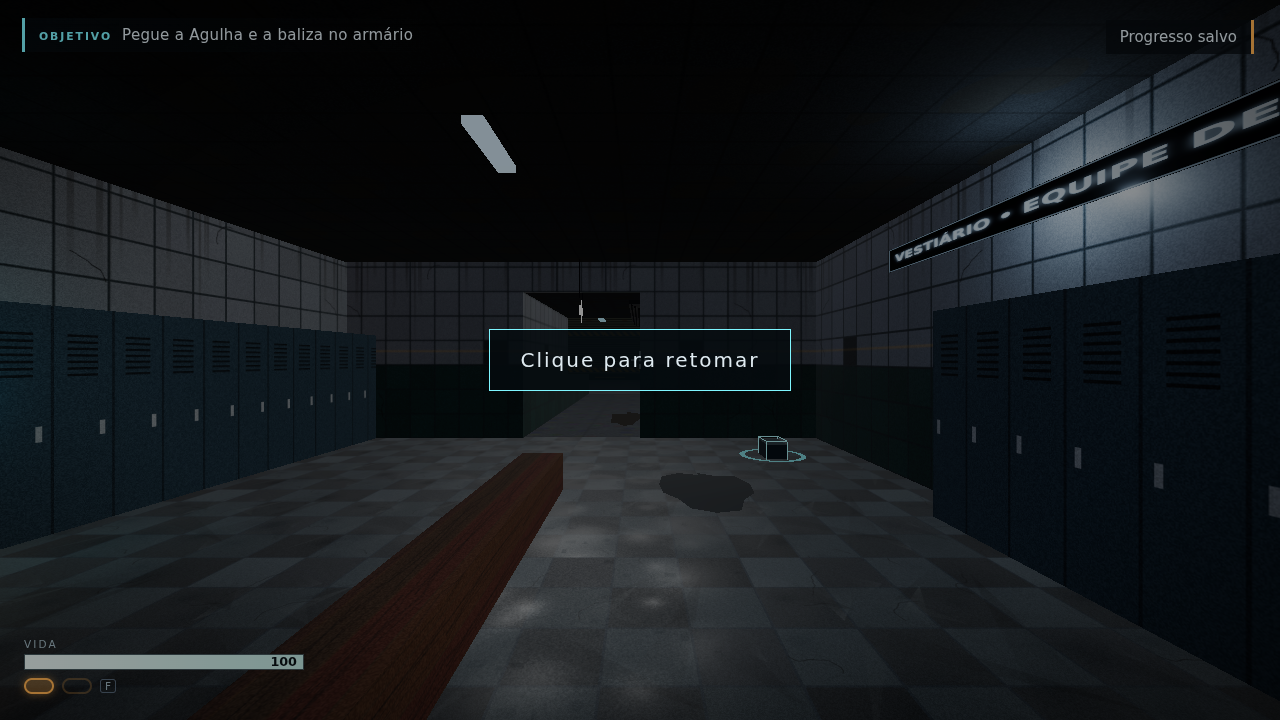 OBJETIVO Pegue a Agulha e a baliza no armário
Progresso salvo
VESTIÁRIO • EQUIPE DE
Clique para retomar
VIDA
100
F